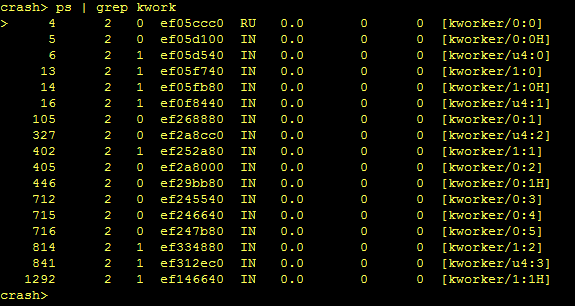 crash> ps | grep kwork
>     4      2   0  ef05ccc0  RU   0.0       0      0  [kworker/0:0]
      5      2   0  ef05d100  IN   0.0       0      0  [kworker/0:0H]
      6      2   1  ef05d540  IN   0.0       0      0  [kworker/u4:0]
     13      2   1  ef05f740  IN   0.0       0      0  [kworker/1:0]
     14      2   1  ef05fb80  IN   0.0       0      0  [kworker/1:0H]
     16      2   1  ef0f8440  IN   0.0       0      0  [kworker/u4:1]
    105      2   0  ef268880  IN   0.0       0      0  [kworker/0:1]
    327      2   0  ef2a8cc0  IN   0.0       0      0  [kworker/u4:2]
    402      2   1  ef252a80  IN   0.0       0      0  [kworker/1:1]
    405      2   0  ef2a8000  IN   0.0       0      0  [kworker/0:2]
    446      2   0  ef29bb80  IN   0.0       0      0  [kworker/0:1H]
    712      2   0  ef245540  IN   0.0       0      0  [kworker/0:3]
    715      2   0  ef246640  IN   0.0       0      0  [kworker/0:4]
    716      2   0  ef247b80  IN   0.0       0      0  [kworker/0:5]
    814      2   1  ef334880  IN   0.0       0      0  [kworker/1:2]
    841      2   1  ef312ec0  IN   0.0       0      0  [kworker/u4:3]
   1292      2   1  ef146640  IN   0.0       0      0  [kworker/1:1H]
crash>